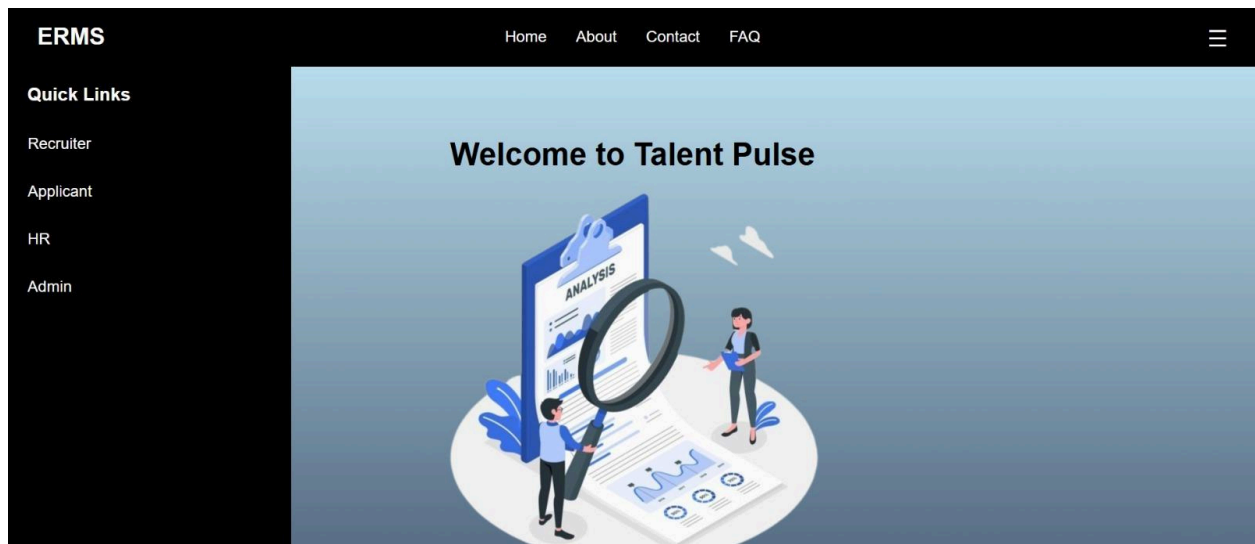 ERMS
Home About Contact FAQ
Quick Links
Recruiter
Applicant
HR
Admin
Welcome to Talent Pulse
ANALYSIS